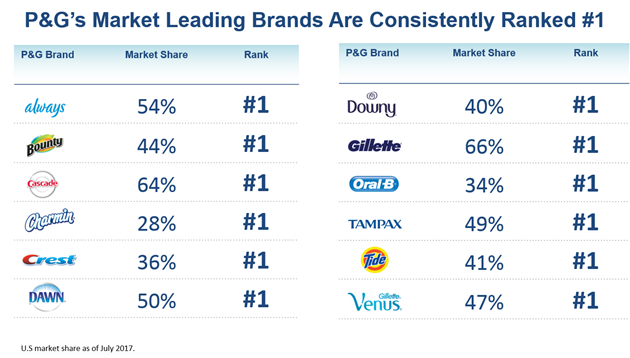 P&G's Market Leading Brands Are Consistently Ranked #1
P&G Brand Market Share Rank
always 54% #1
Bounty 44% #1
Cascade 64% #1
Charmin 28% #1
Crest 36% #1
DAWN 50% #1
P&G Brand Market Share Rank
Downy 40% #1
Gillette 66% #1
Oral-B 34% #1
TAMPAX 49% #1
Tide 41% #1
Gillette Venus 47% #1
U.S market share as of July 2017.